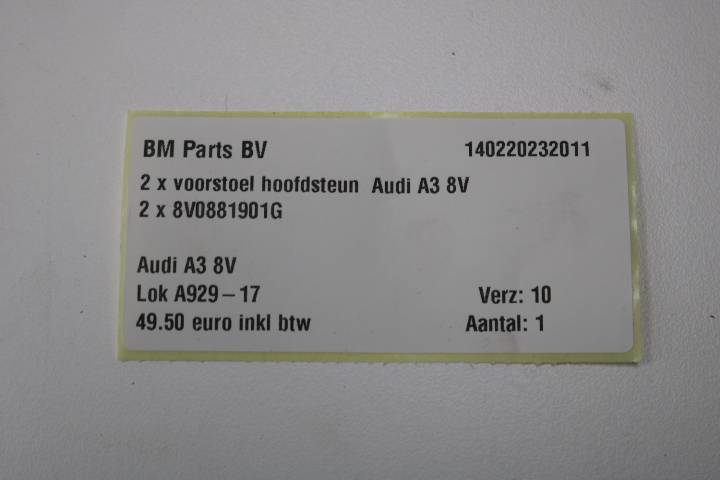 BM Parts BV 140220232011
2 x voorstoel hoofdsteun Audi A3 8V
2 x 8V0881901G
Audi A3 8V
Lok A929-17 Verz: 10
49.50 euro inkl btw Aantal: 1